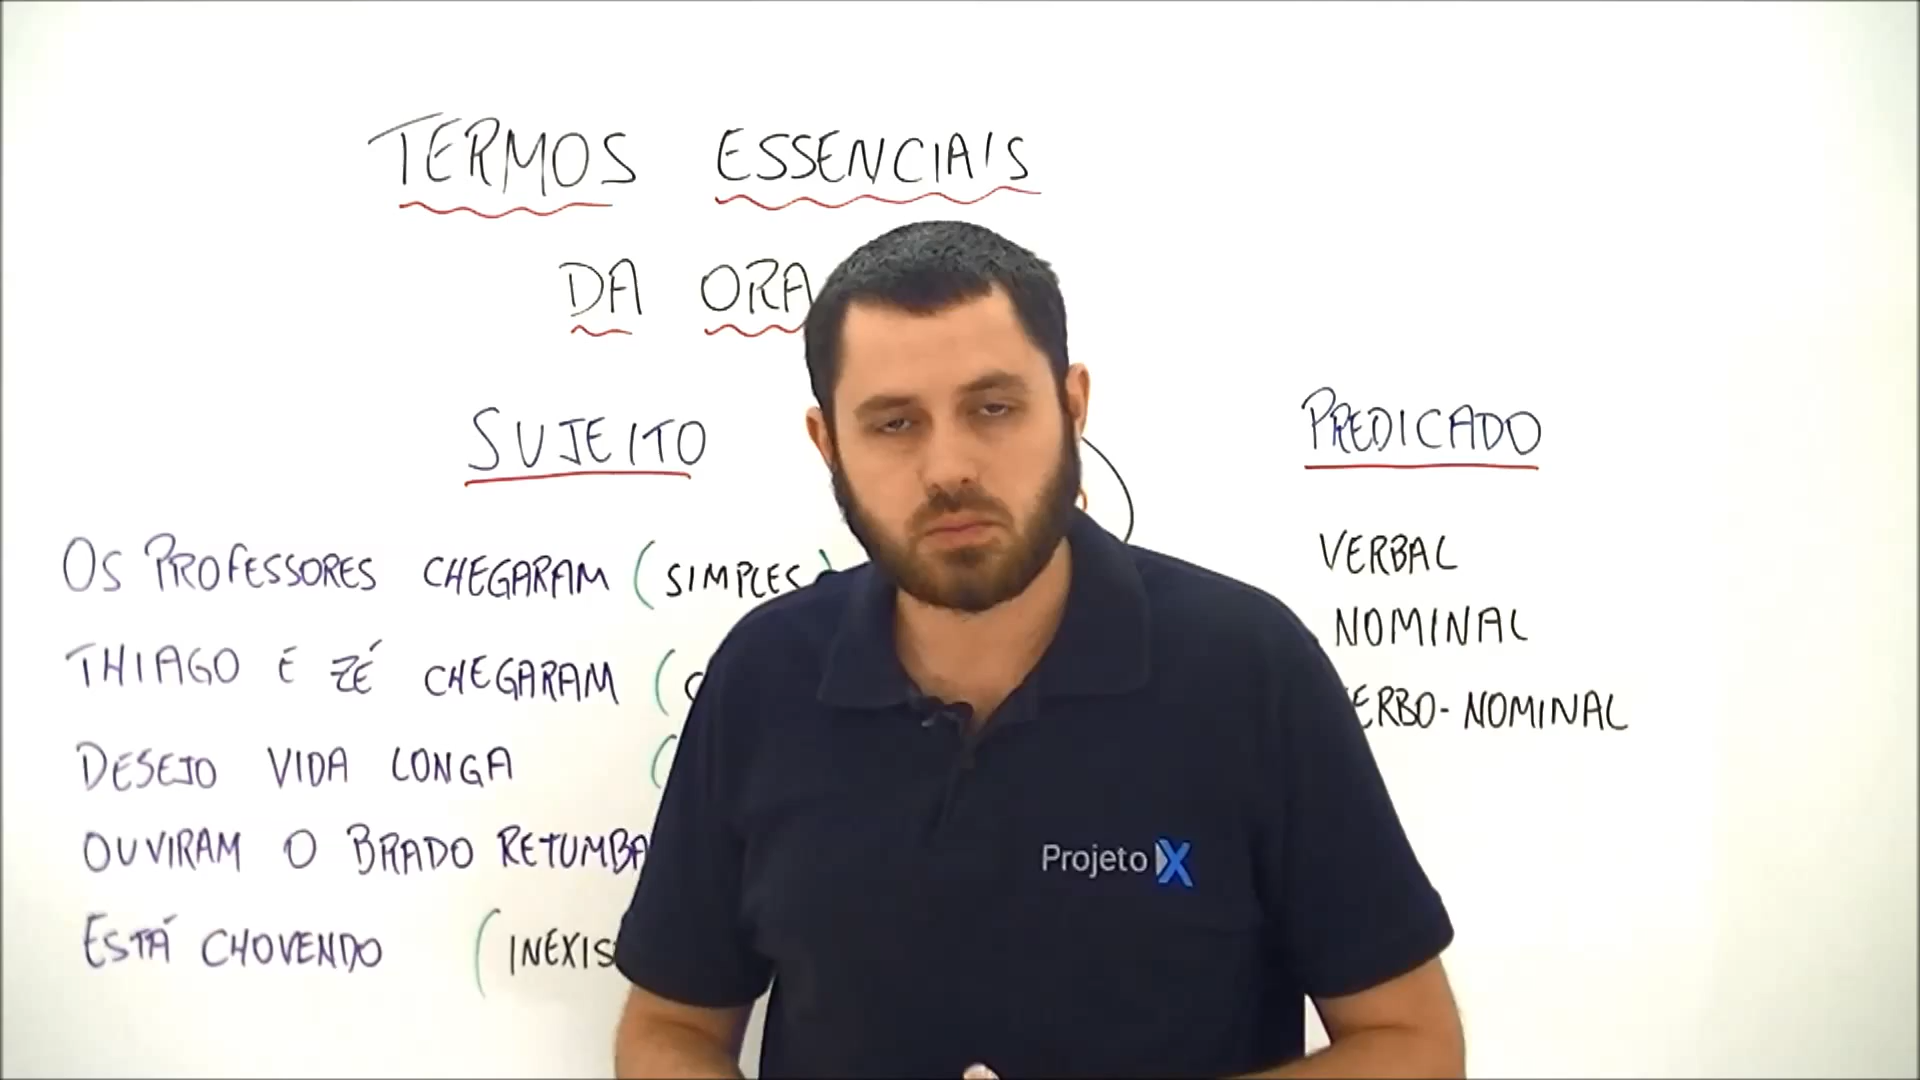 TERMOS ESSENCIAIS
DA ORA
SUJEITO
OS PROFESSORES CHEGARAM (SIMPLES)
THIAGO E ZÉ CHEGARAM (C
DESEJO VIDA LONGA (
OUVIRAM O BRADO RETUMBA
ESTÁ CHOVENDO (INEXIS
PREDICADO
VERBAL
NOMINAL
ERBO-NOMINAL
Projeto X